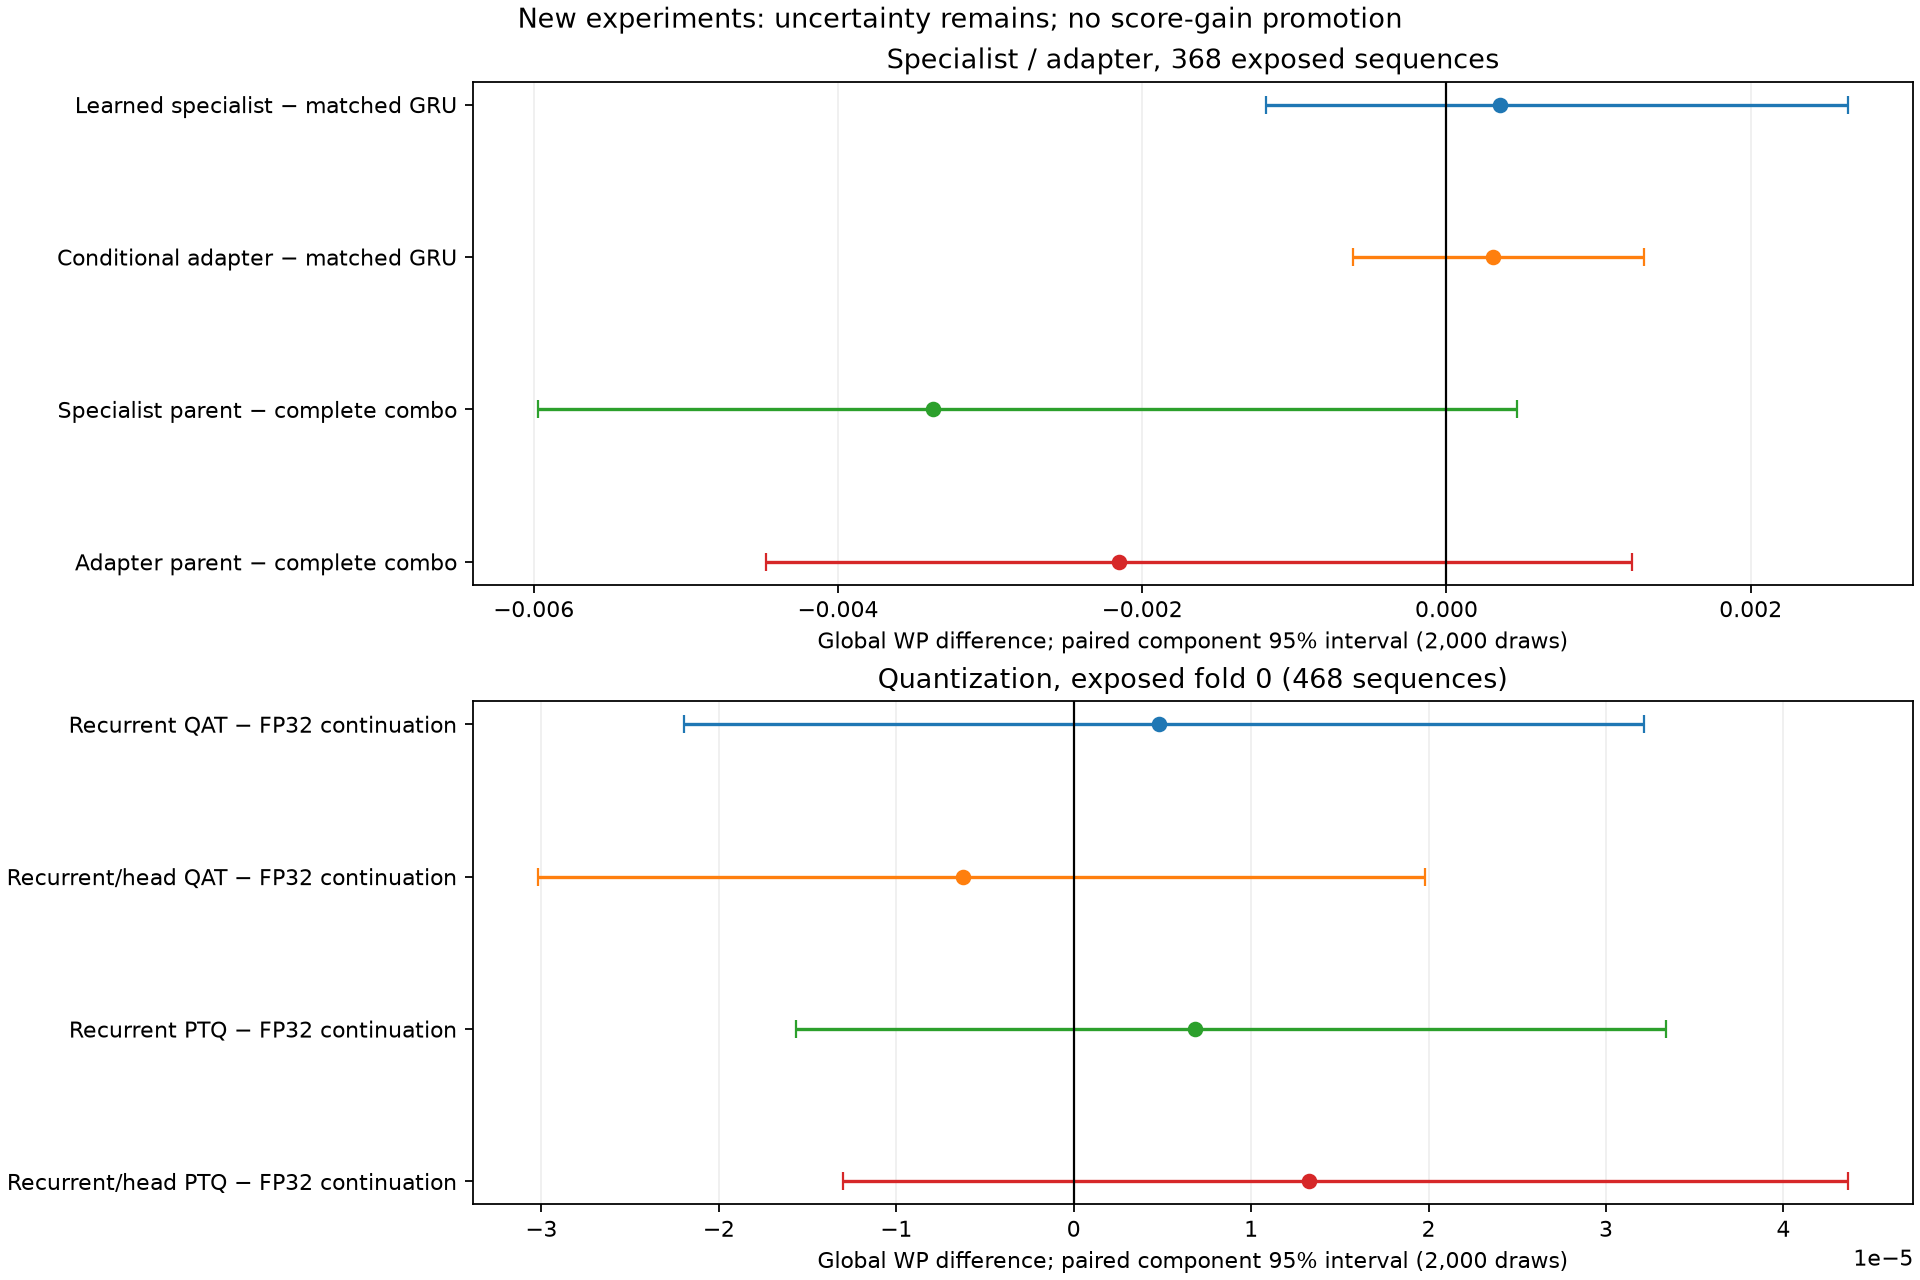 New experiments: uncertainty remains; no score-gain promotion
Specialist / adapter, 368 exposed sequences
Learned specialist − matched GRU
Conditional adapter − matched GRU
Specialist parent − complete combo
Adapter parent − complete combo
−0.006 −0.004 −0.002 0.000 0.002
Global WP difference; paired component 95% interval (2,000 draws)
Quantization, exposed fold 0 (468 sequences)
Recurrent QAT − FP32 continuation
Recurrent/head QAT − FP32 continuation
Recurrent PTQ − FP32 continuation
Recurrent/head PTQ − FP32 continuation
−3 −2 −1 0 1 2 3 4
Global WP difference; paired component 95% interval (2,000 draws)
1e−5